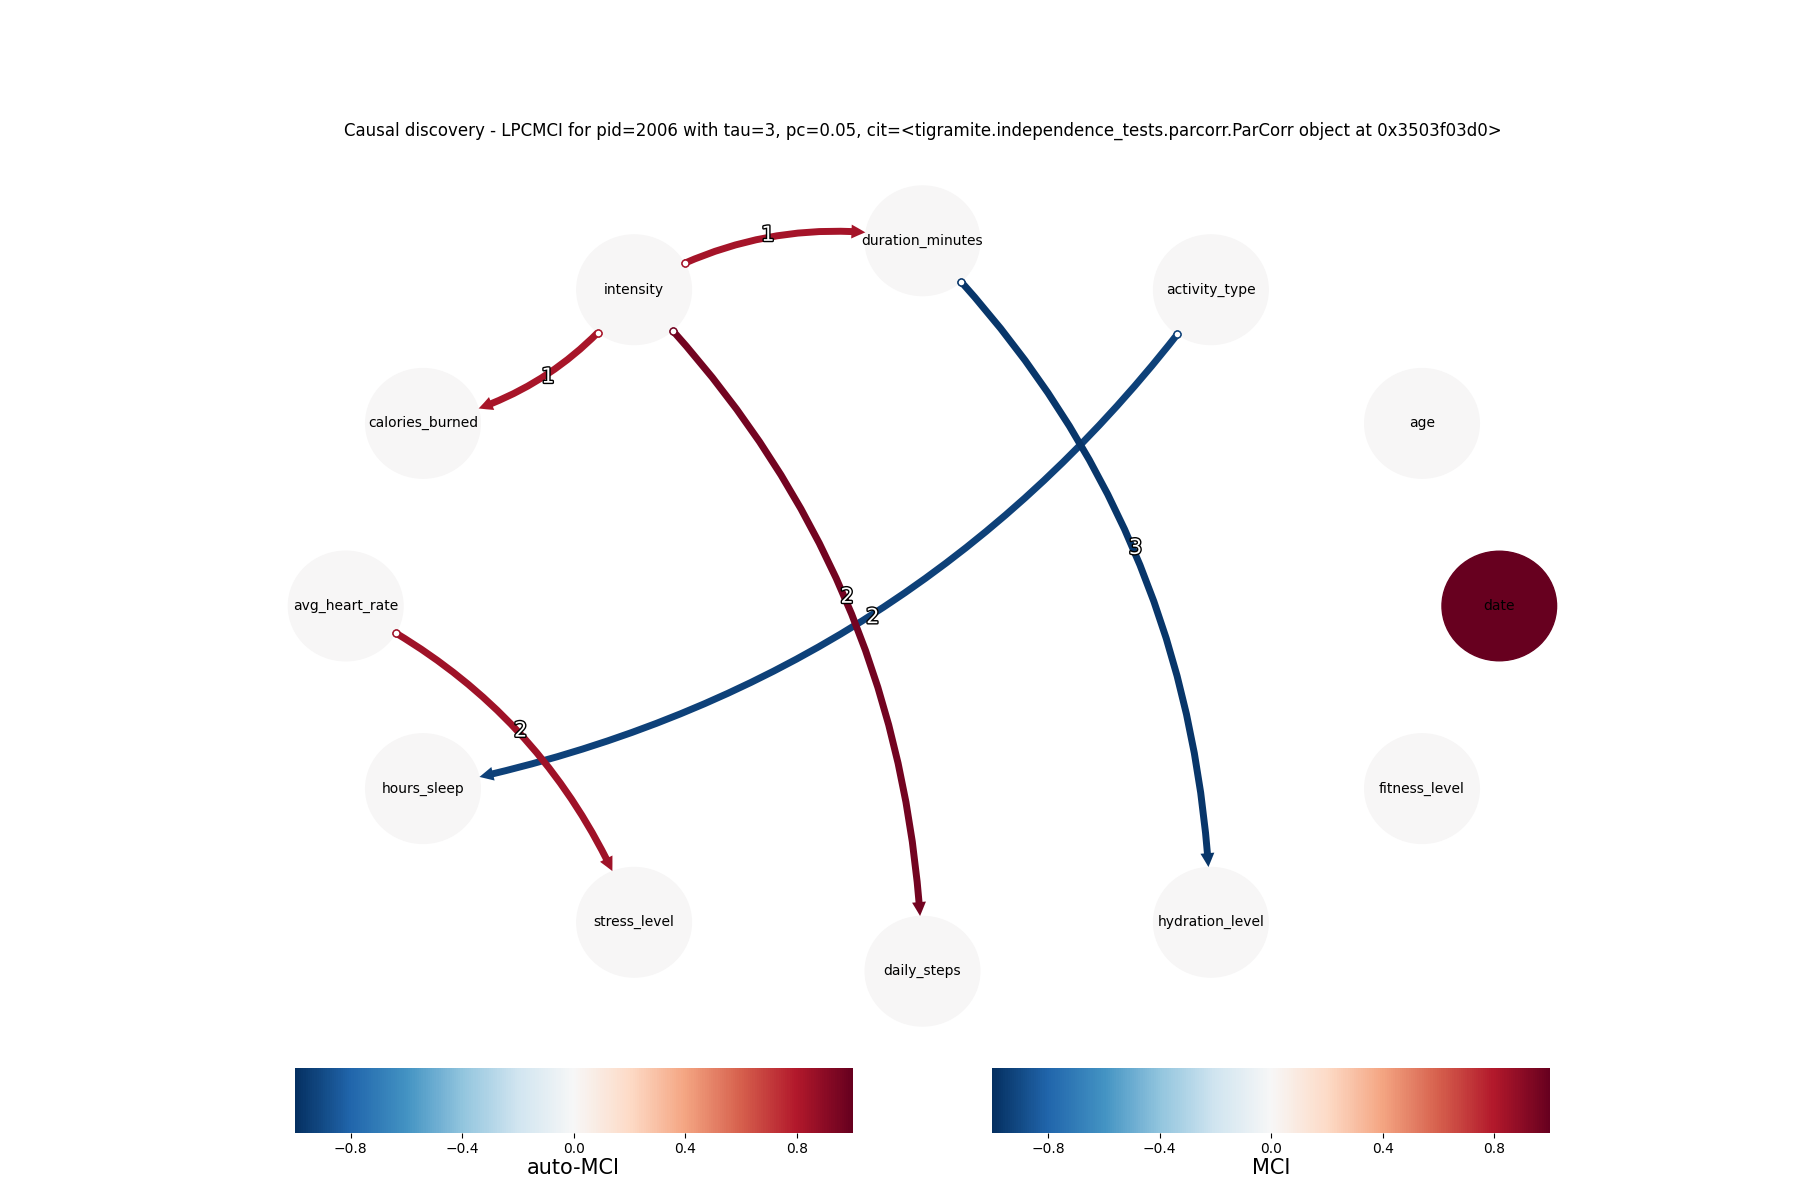 Causal discovery - LPCMCI for pid=2006 with tau=3, pc=0.05, cit=<tigramite.independence_tests.parcorr.ParCorr object at 0x3503f03d0>
1
duration_minutes
intensity
activity_type
1
calories_burned
age
3
2
2
avg_heart_rate
date
2
hours_sleep
fitness_level
stress_level
hydration_level
daily_steps
−0.8 −0.4 0.0 0.4 0.8
auto-MCI
−0.8 −0.4 0.0 0.4 0.8
MCI